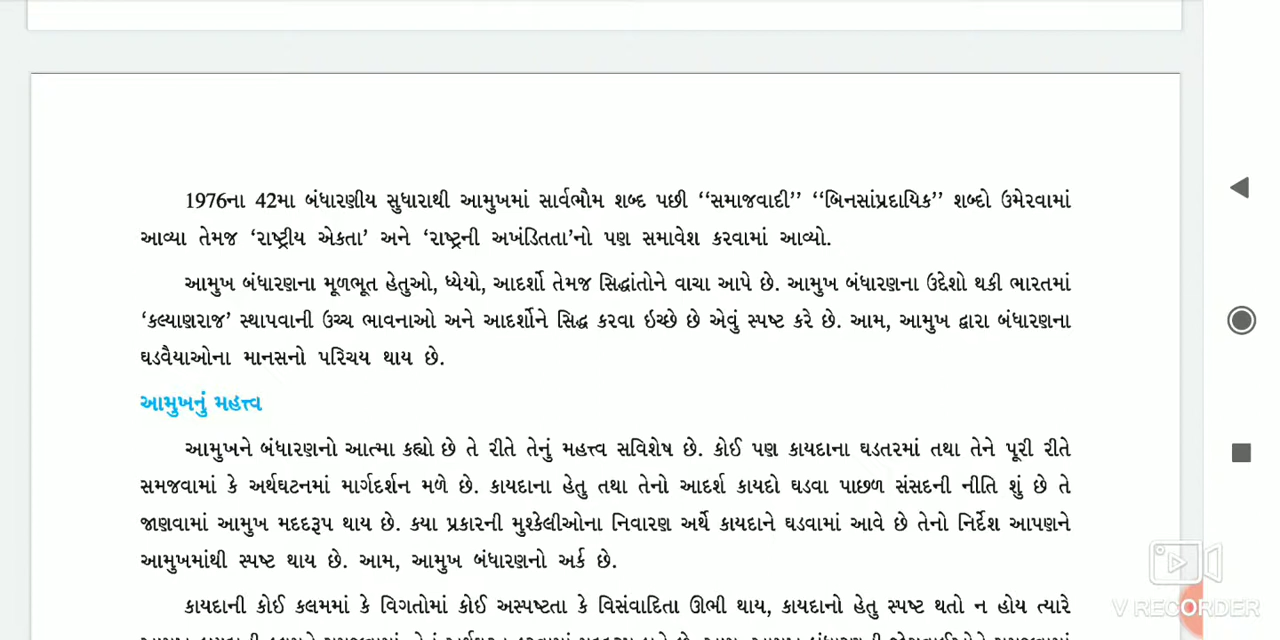 1976ના 42મા બંધારણીય સુધારાથી આમુખમાં સાર્વભૌમ શબ્દ પછી ‘‘સમાજવાદી’’ ‘‘બિનસાંપ્રદાયિક’’ શબ્દો ઉમેરવામાં
આવ્યા તેમજ ‘રાષ્ટ્રીય એકતા’ અને ‘રાષ્ટ્રની અખંડિતતા’નો પણ સમાવેશ કરવામાં આવ્યો.
આમુખ બંધારણના મૂળભૂત હેતુઓ, ધ્યેયો, આદર્શો તેમજ સિદ્ધાંતોને વાચા આપે છે. આમુખ બંધારણના ઉદ્દેશો થકી ભારતમાં
‘કલ્યાણરાજ’ સ્થાપવાની ઉચ્ચ ભાવનાઓ અને આદર્શોને સિદ્ધ કરવા ઇચ્છે છે એવું સ્પષ્ટ કરે છે. આમ, આમુખ દ્વારા બંધારણના
ઘડવૈયાઓના માનસનો પરિચય થાય છે.
આમુખનું મહત્ત્વ
આમુખને બંધારણનો આત્મા કહ્યો છે તે રીતે તેનું મહત્ત્વ સવિશેષ છે. કોઈ પણ કાયદાના ઘડતરમાં તથા તેને પૂરી રીતે
સમજવામાં કે અર્થઘટનમાં માર્ગદર્શન મળે છે. કાયદાના હેતુ તથા તેનો આદર્શ કાયદો ઘડવા પાછળ સંસદની નીતિ શું છે તે
જાણવામાં આમુખ મદદરૂપ થાય છે. કયા પ્રકારની મુશ્કેલીઓના નિવારણ અર્થે કાયદાને ઘડવામાં આવે છે તેનો નિર્દેશ આપણને
આમુખમાંથી સ્પષ્ટ થાય છે. આમ, આમુખ બંધારણનો અર્ક છે.
કાયદાની કોઈ કલમમાં કે વિગતોમાં કોઈ અસ્પષ્ટતા કે વિસંવાદિતા ઊભી થાય, કાયદાનો હેતુ સ્પષ્ટ થતો ન હોય ત્યારે
V RECORDER